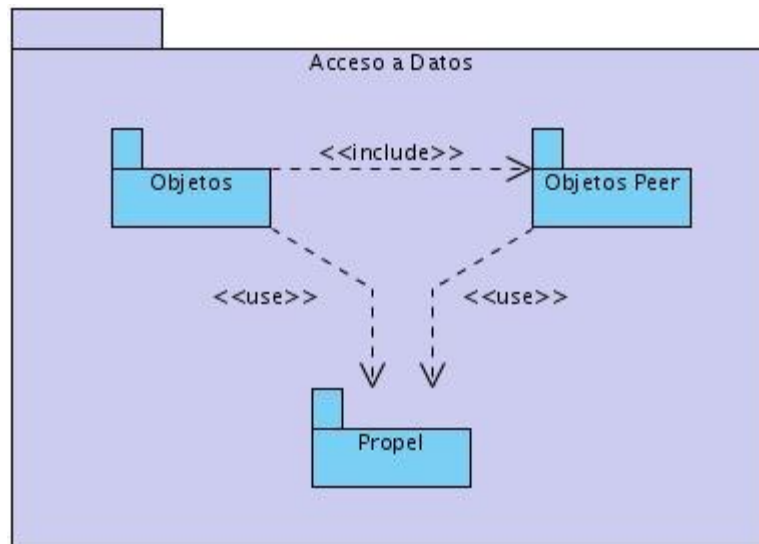 Acceso a Datos
<<include>>
Objetos
Objetos Peer
<<use>>
<<use>>
Propel